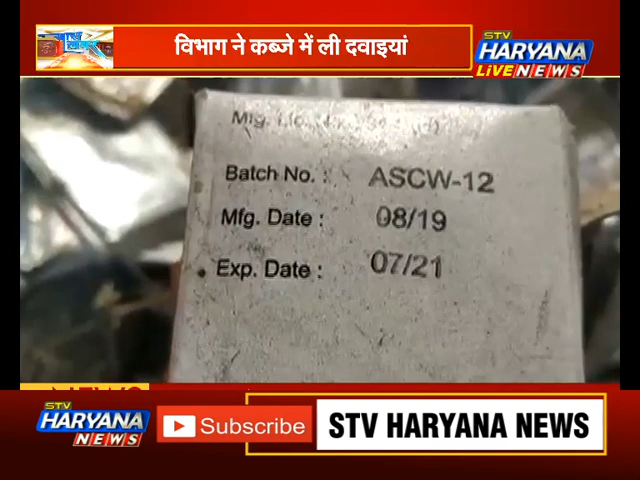 विभाग ने कब्जे में ली दवाइयां
STV
HARYANA
LIVE NEWS
Batch No. : ASCW-12
Mfg. Date : 08/19
Exp. Date : 07/21
STV
HARYANA
NEWS
Subscribe
STV HARYANA NEWS